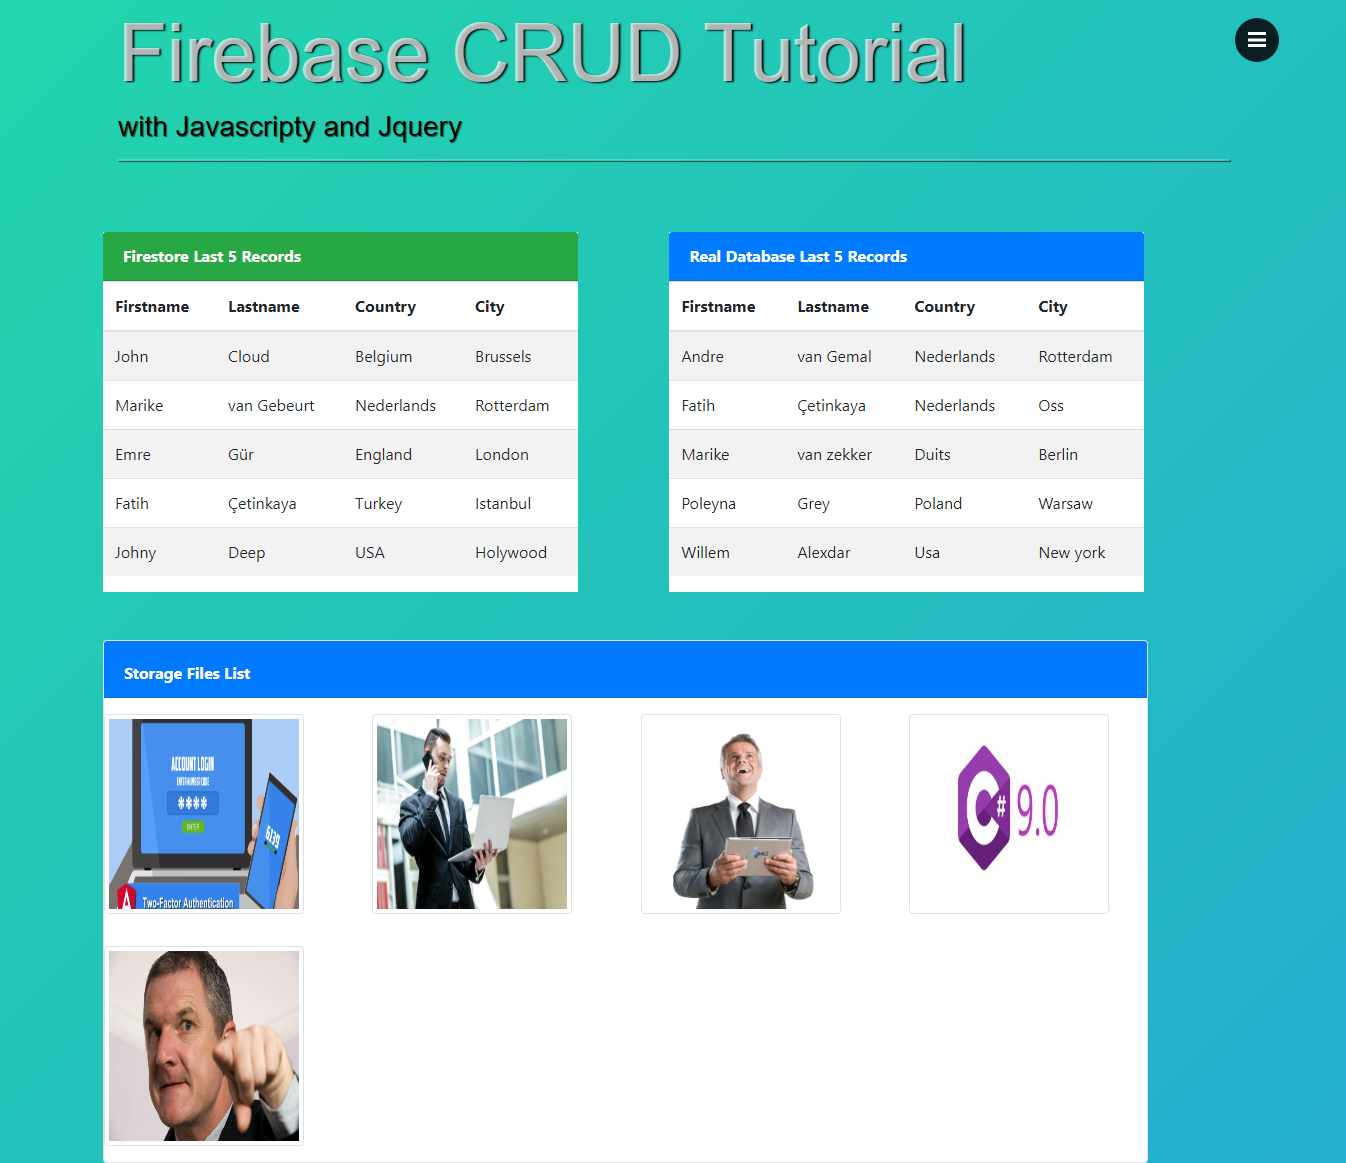 Firebase CRUD Tutorial
with Javascripty and Jquery
Firestore Last 5 Records
Firstname Lastname Country City
John Cloud Belgium Brussels
Marike van Gebeurt Nederlands Rotterdam
Emre Gür England London
Fatih Çetinkaya Turkey Istanbul
Johny Deep USA Holywood
Real Database Last 5 Records
Firstname Lastname Country City
Andre van Gemal Nederlands Rotterdam
Fatih Çetinkaya Nederlands Oss
Marike van zekker Duits Berlin
Poleyna Grey Poland Warsaw
Willem Alexdar Usa New york
Storage Files List
ACCOUNT LOGIN
ENTER NUMBER CODE
****
ENTER
6139
A
Two-Factor Authentication
C# 9.0